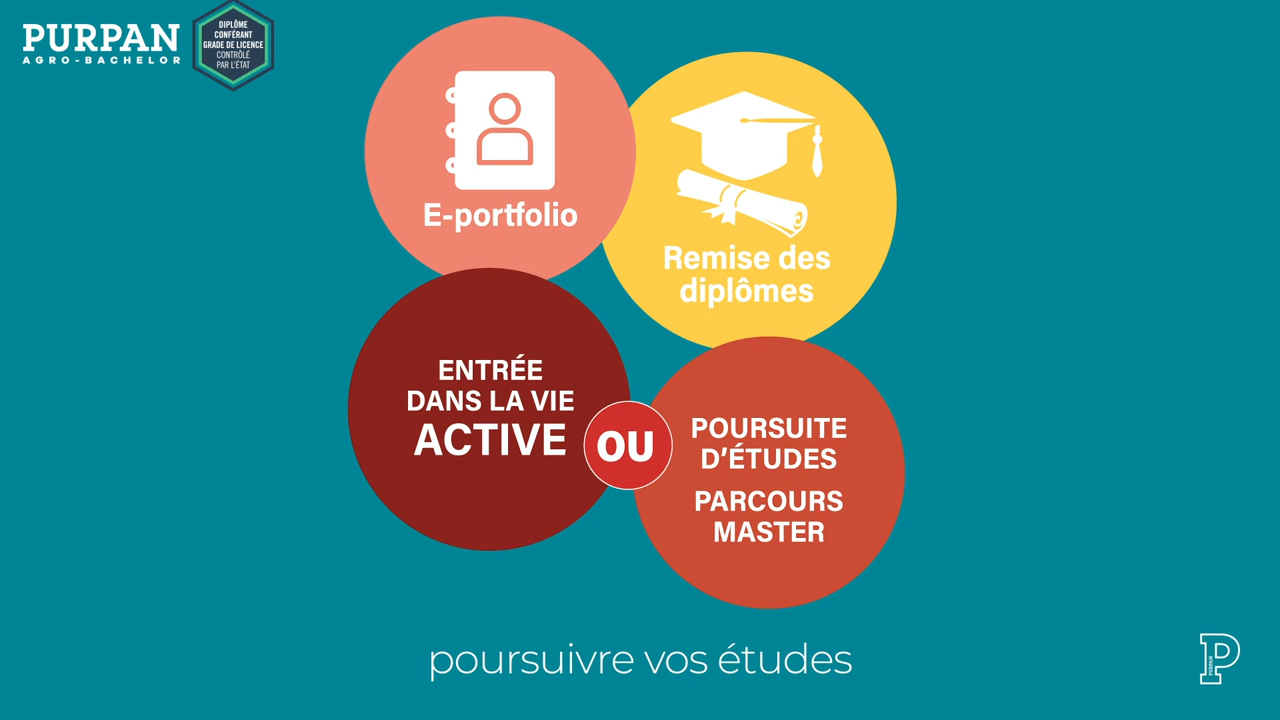 PURPAN
AGRO-BACHELOR
DIPLÔME
CONFÉRANT
GRADE DE LICENCE
CONTRÔLÉ
PAR L'ÉTAT
E-portfolio
Remise des
diplômes
ENTRÉE
DANS LA VIE
ACTIVE
OU
POURSUITE
D'ÉTUDES
PARCOURS
MASTER
poursuivre vos études
P
PURPAN